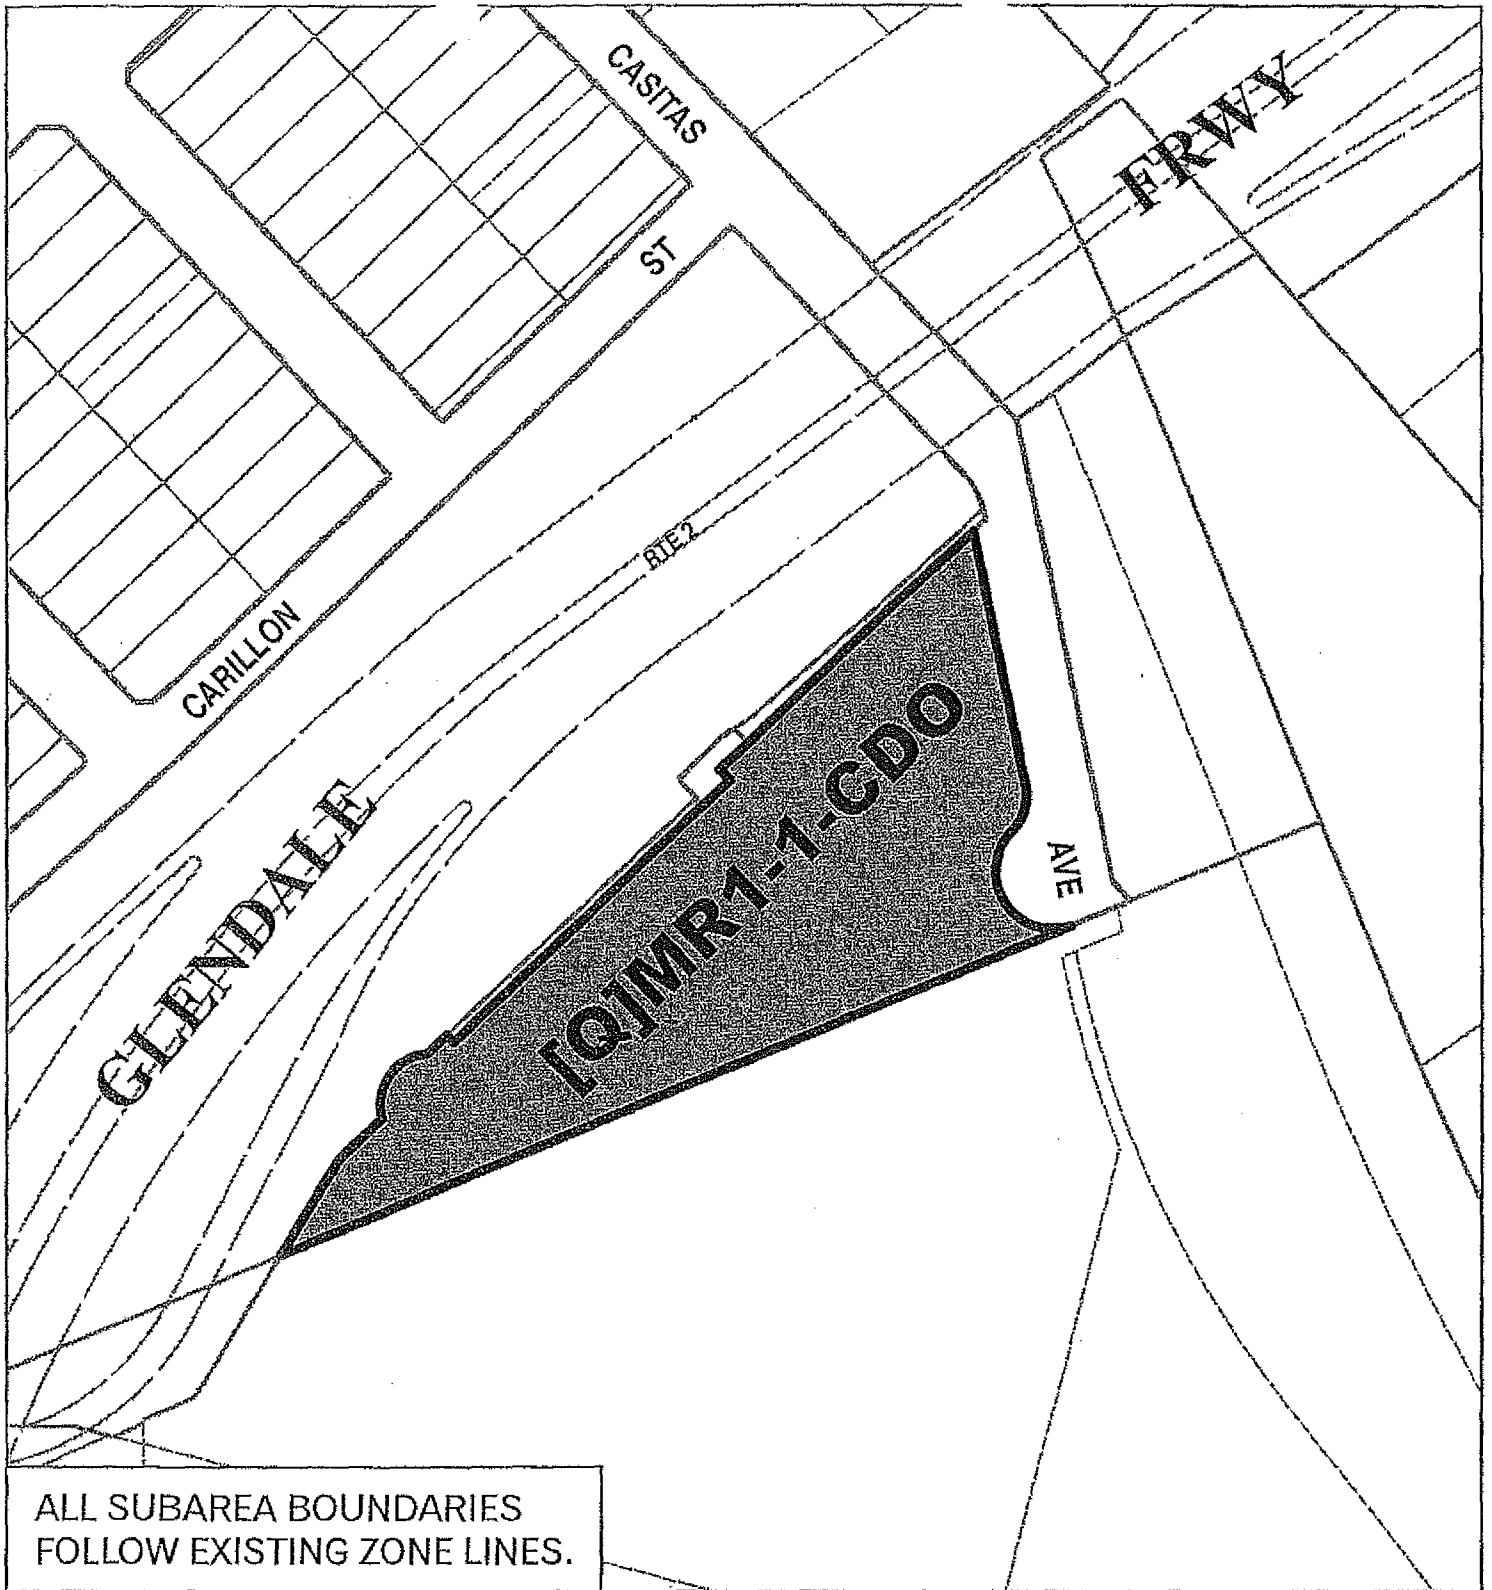 CASITAS
FRWY
ST
RTE 2
CARILLON
[Q]MR1-1-CDO
GLENDALE
AVE
ALL SUBAREA BOUNDARIES
FOLLOW EXISTING ZONE LINES.